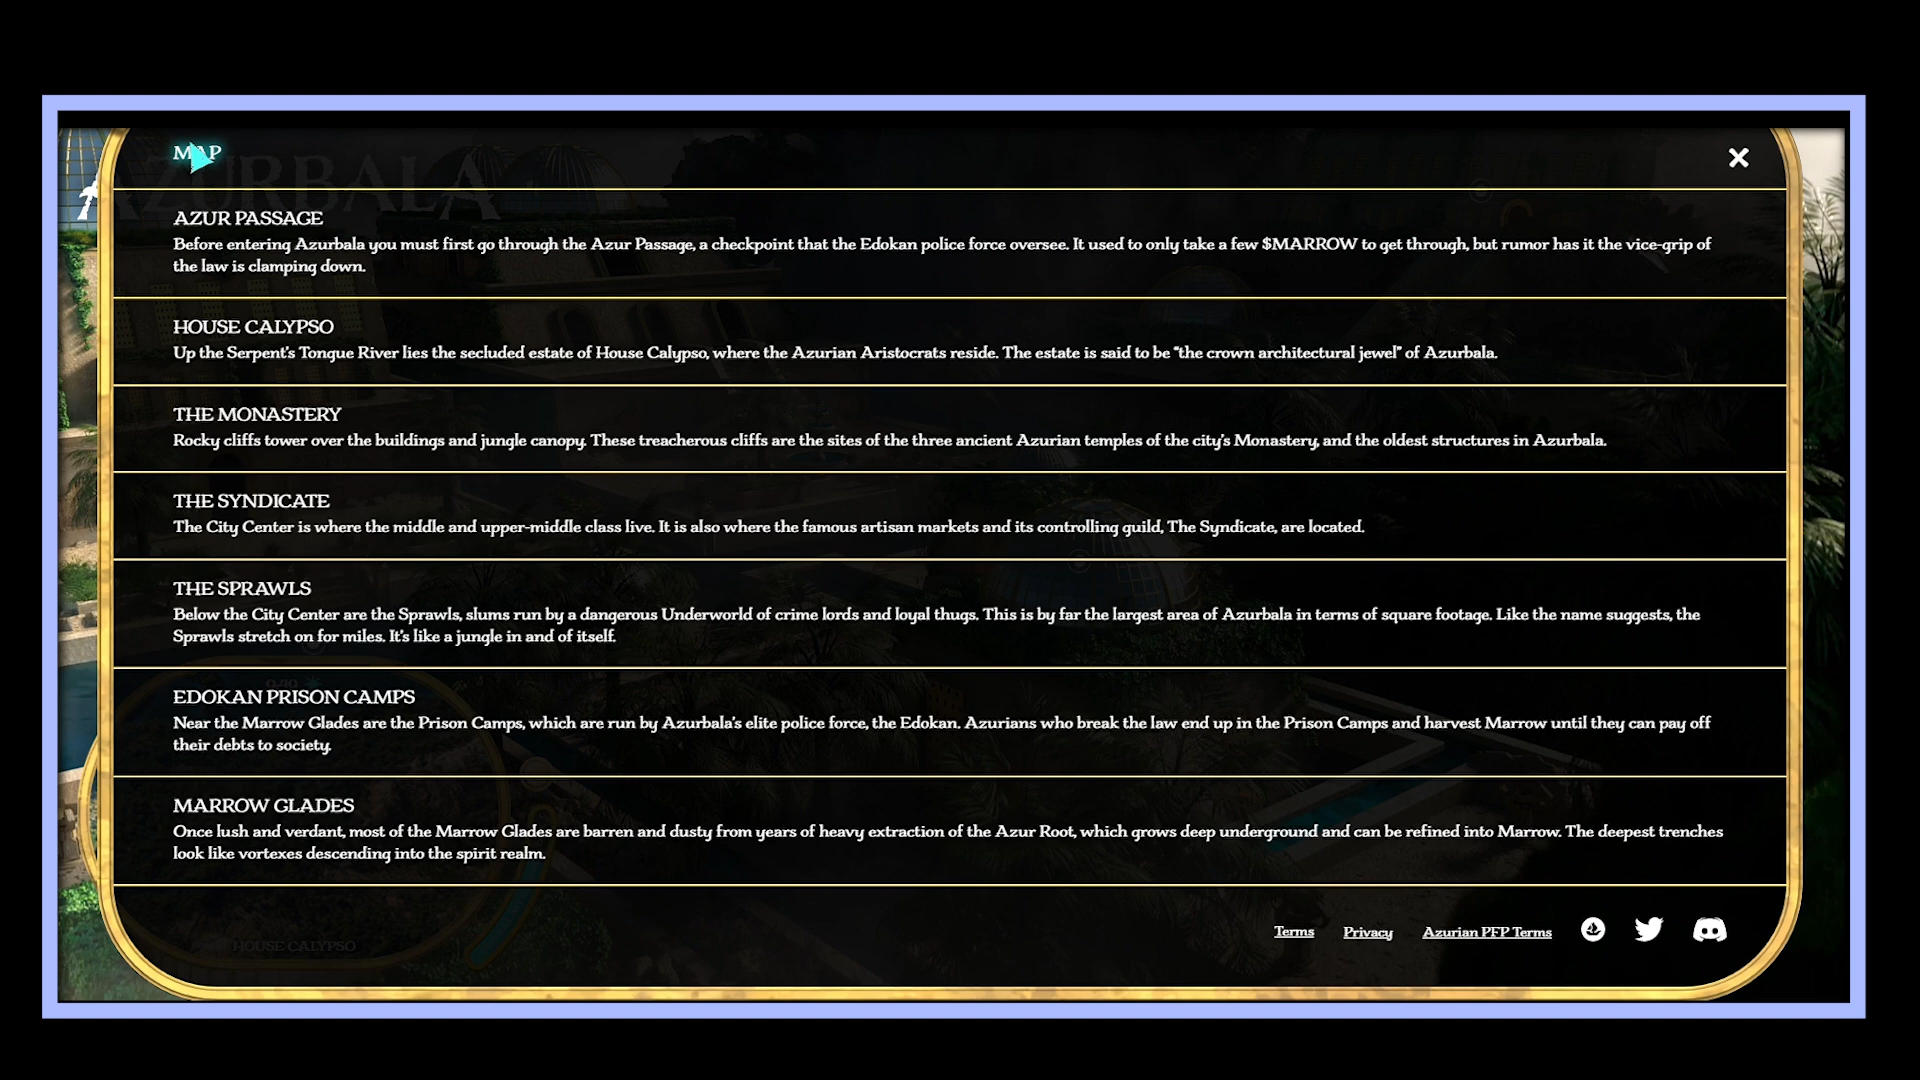 MAP
AZURBALA
AZUR PASSAGE
Before entering Azurbala you must first go through the Azur Passage, a checkpoint that the Edokan police force oversee. It used to only take a few $MARROW to get through, but rumor has it the vice-grip of
the law is clamping down.
HOUSE CALYPSO
Up the Serpent's Tongue River lies the secluded estate of House Calypso, where the Azurian Aristocrats reside. The estate is said to be “the crown architectural jewel” of Azurbala.
THE MONASTERY
Rocky cliffs tower over the buildings and jungle canopy. These treacherous cliffs are the sites of the three ancient Azurian temples of the city's Monastery, and the oldest structures in Azurbala.
THE SYNDICATE
The City Center is where the middle and upper-middle class live. It is also where the famous artisan markets and its controlling guild, The Syndicate, are located.
THE SPRAWLS
Below the City Center are the Sprawls, slums run by a dangerous Underworld of crime lords and loyal thugs. This is by far the largest area of Azurbala in terms of square footage. Like the name suggests, the
Sprawls stretch on for miles. It's like a jungle in and of itself.
EDOKAN PRISON CAMPS
Near the Marrow Glades are the Prison Camps, which are run by Azurbala's elite police force, the Edokan. Azurians who break the law end up in the Prison Camps and harvest Marrow until they can pay off
their debts to society.
MARROW GLADES
Once lush and verdant, most of the Marrow Glades are barren and dusty from years of heavy extraction of the Azur Root, which grows deep underground and can be refined into Marrow. The deepest trenches
look like vortexes descending into the spirit realm.
Terms Privacy Azurian PFP Terms
HOUSE CALYPSO